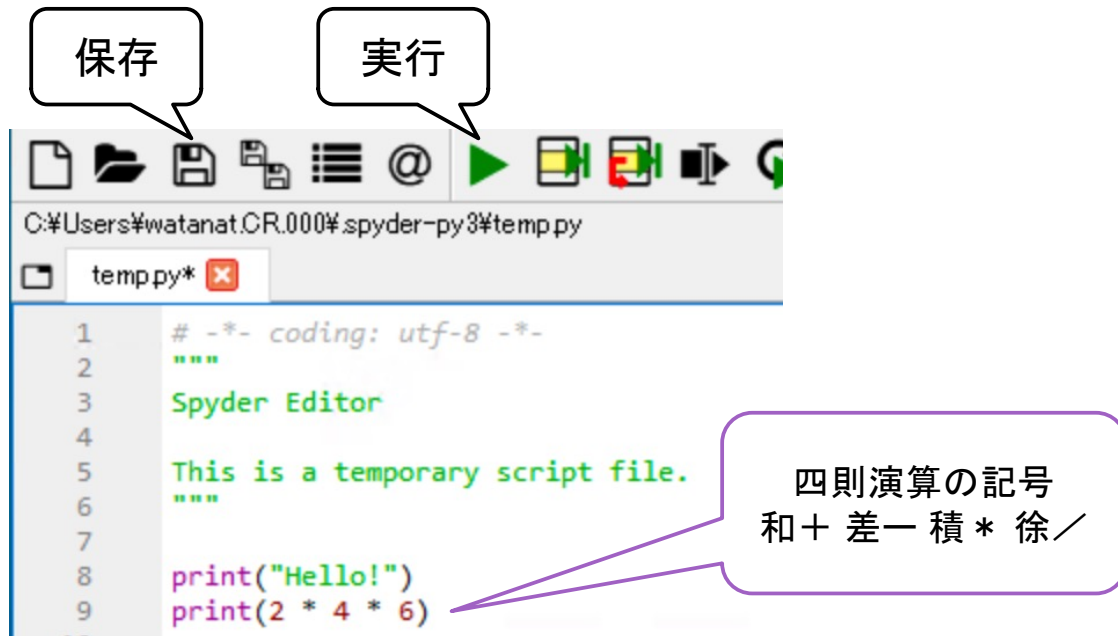 保存
実行
@
C:¥Users¥watanat.CR.000¥.spyder-py3¥temp.py
temp.py*
1 # -*- coding: utf-8 -*-
2 """
3 Spyder Editor
4
5 This is a temporary script file.
6 """
7
8 print("Hello!")
9 print(2 * 4 * 6)
四則演算の記号
和＋ 差ー 積＊ 徐／